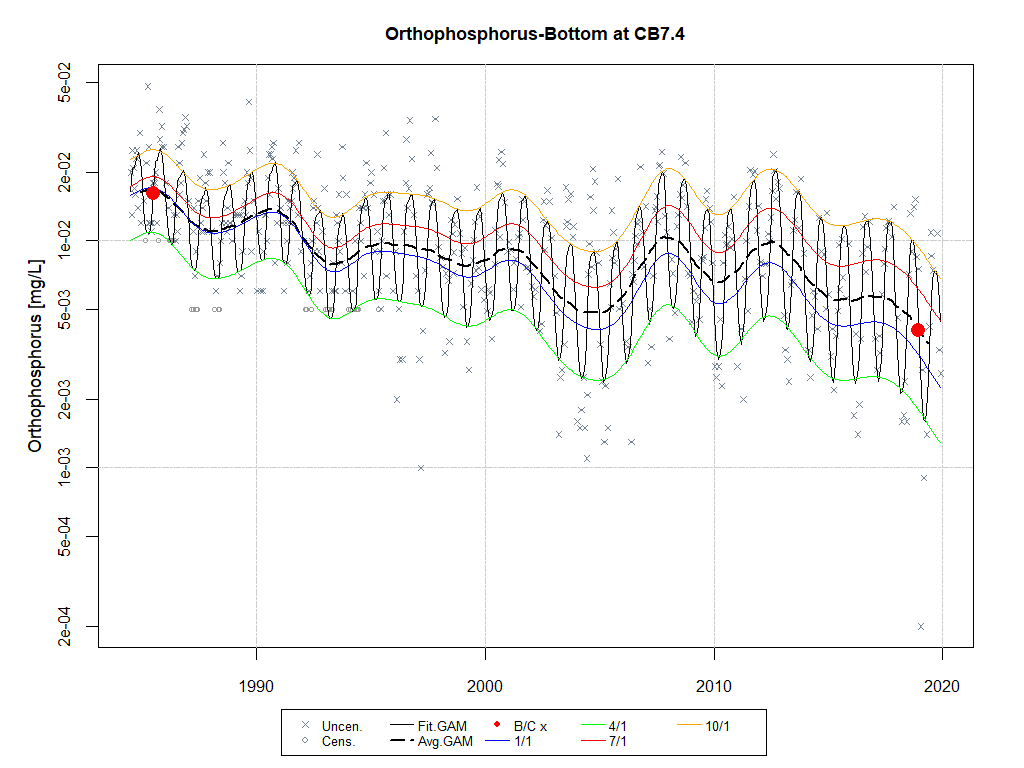 Orthophosphorus-Bottom at CB7.4
Orthophosphorus [mg/L]
5e-02
2e-02
1e-02
5e-03
2e-03
1e-03
5e-04
2e-04
1990 2000 2010 2020
Uncen. Fit.GAM B/C x 4/1 10/1
Cens. Avg.GAM 1/1 7/1